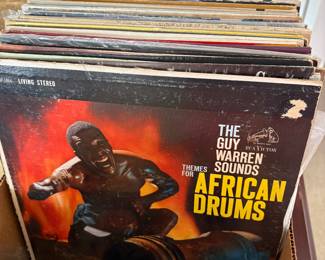 LIVING STEREO
THE
GUY
WARREN
SOUNDS
RCA VICTOR
THEMES
FOR
AFRICAN
DRUMS